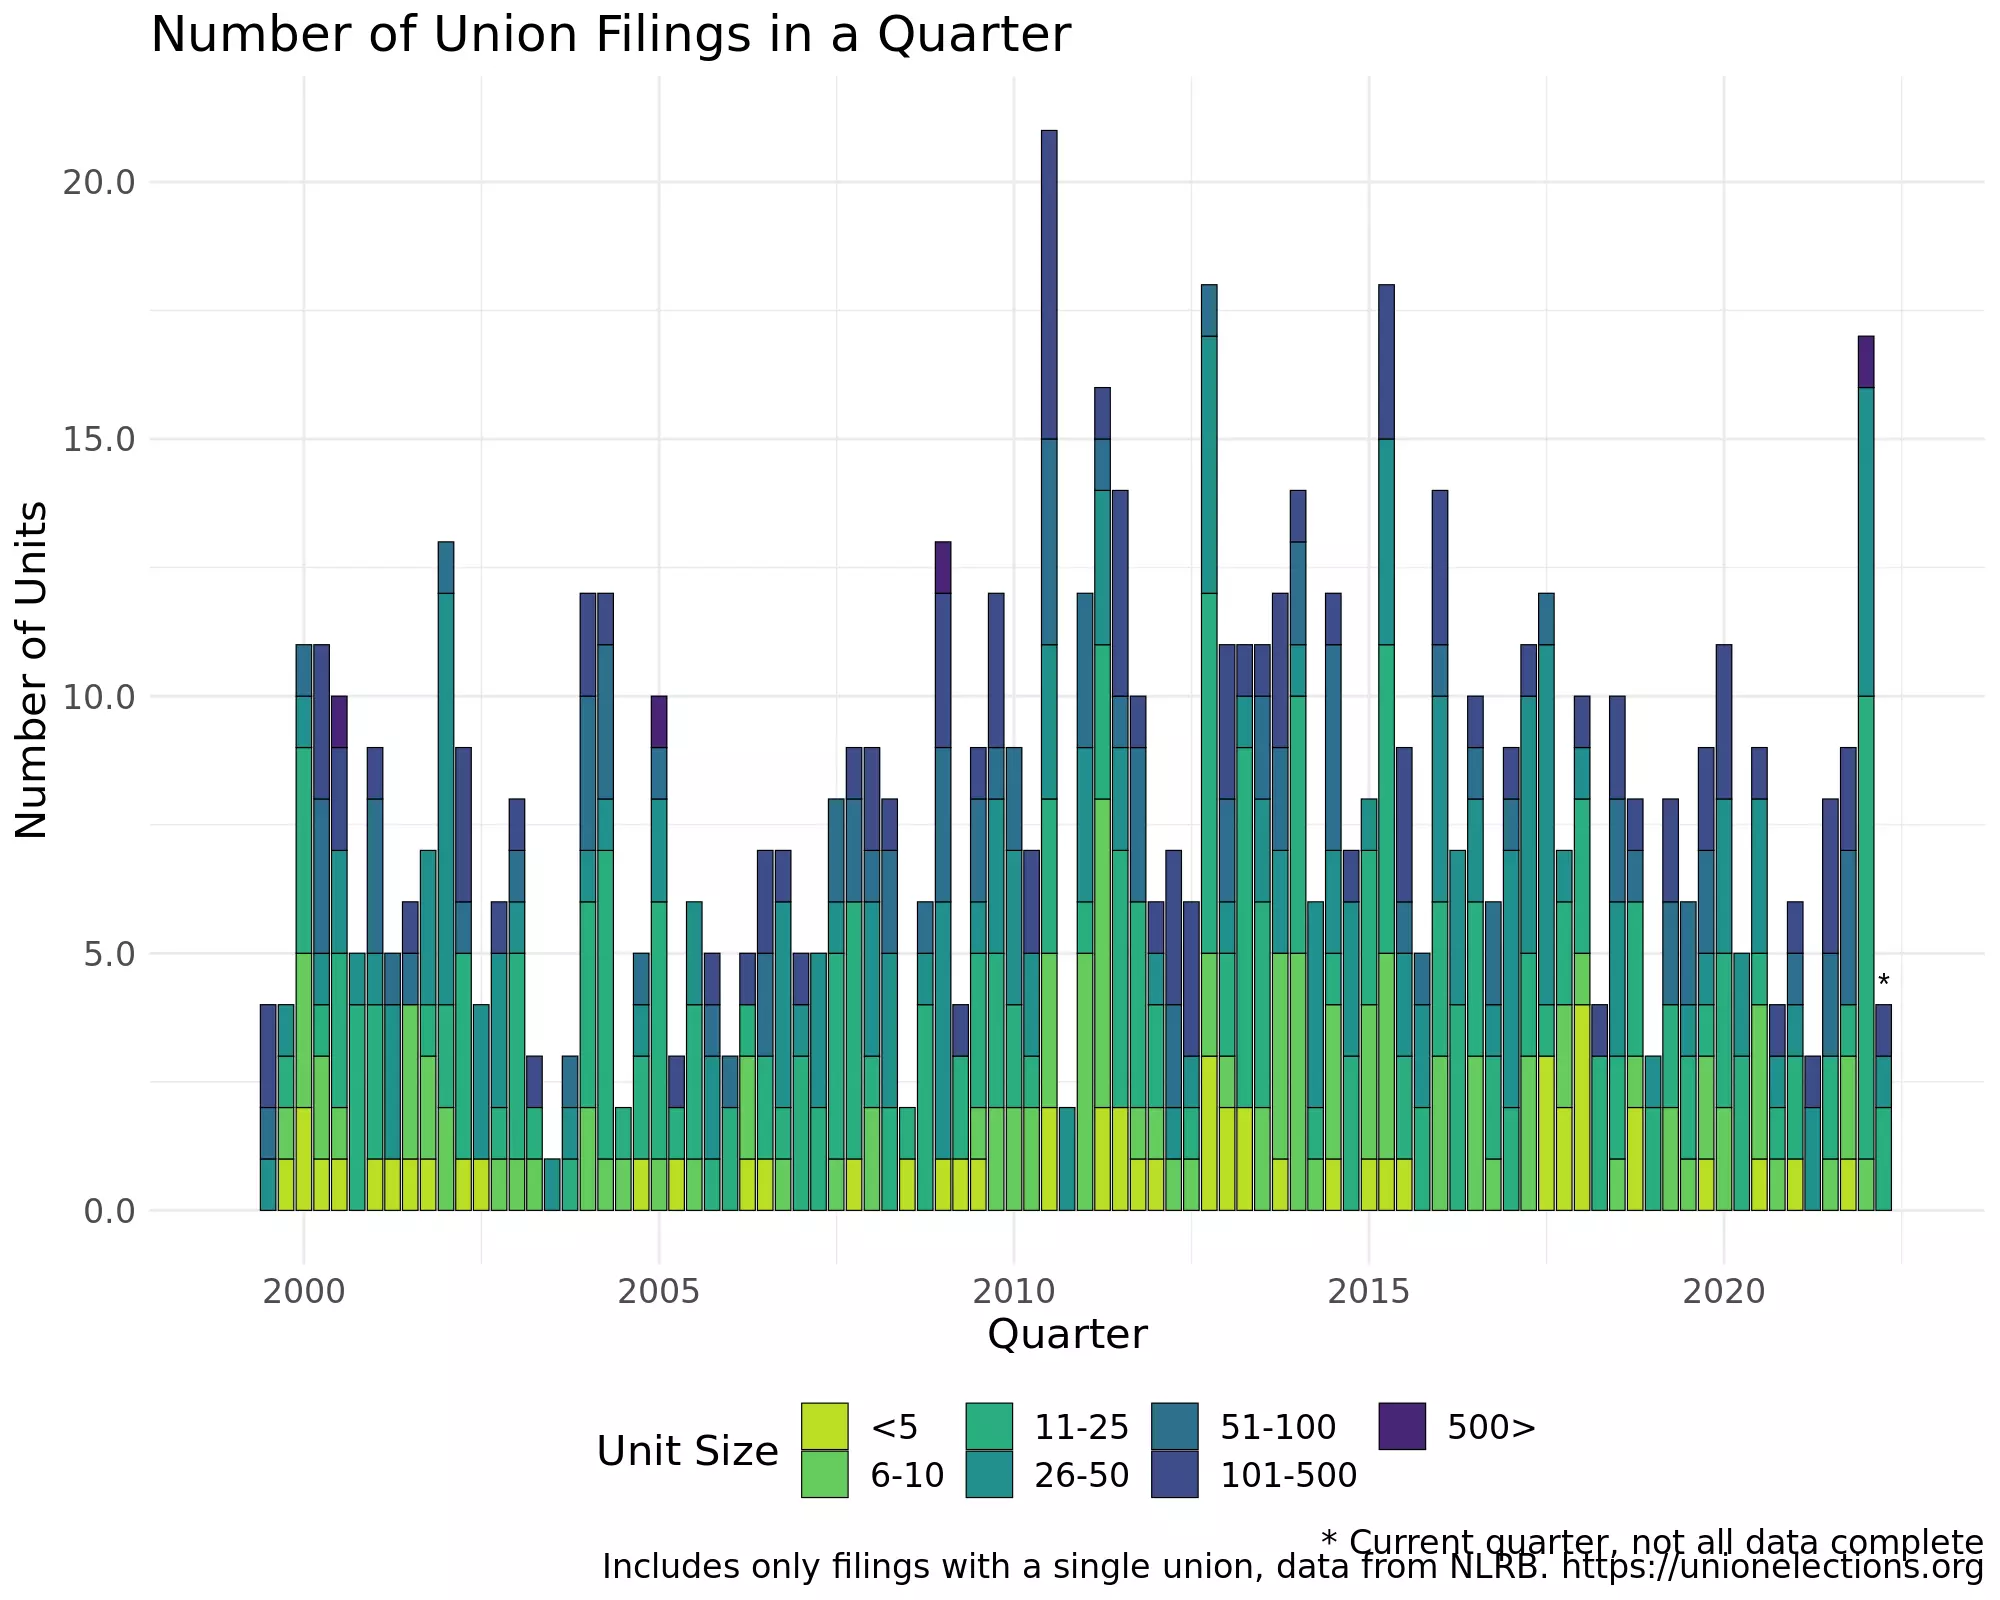 Number of Union Filings in a Quarter
20.0
15.0
10.0
5.0
0.0
Number of Units
*
2000 2005 2010 2015 2020
Quarter
Unit Size
<5 11-25 51-100 500>
6-10 26-50 101-500
* Current quarter, not all data complete
Includes only filings with a single union, data from NLRB. https://unionelections.org